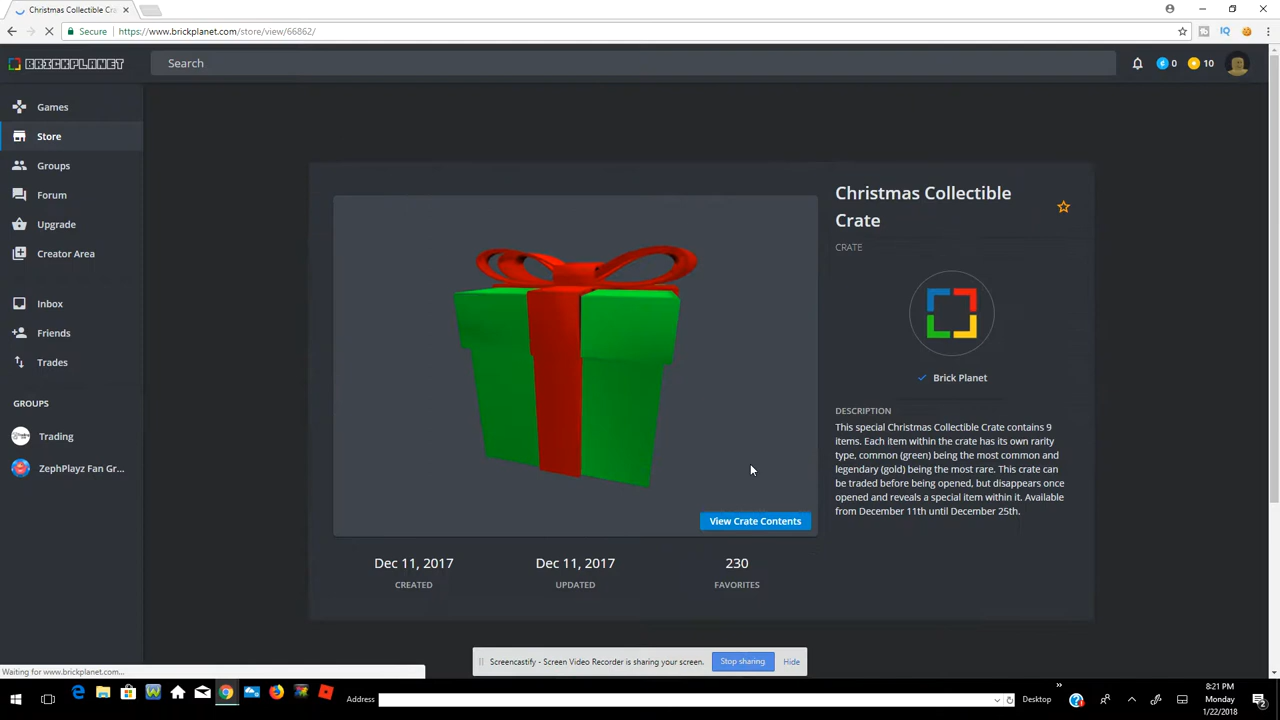 Christmas Collectible Cra
Secure
https://www.brickplanet.com/store/view/66862/
IQ
BRICKPLANET
Search
0
10
Games
Store
Groups
Forum
Upgrade
Creator Area
Inbox
Friends
Trades
GROUPS
Trading
ZephPlayz Fan Gr...
Christmas Collectible
Crate
CRATE
Brick Planet
DESCRIPTION
This special Christmas Collectible Crate contains 9
items. Each item within the crate has its own rarity
type, common (green) being the most common and
legendary (gold) being the most rare. This crate can
be traded before being opened, but disappears once
opened and reveals a special item within it. Available
from December 11th until December 25th.
View Crate Contents
Dec 11, 2017 Dec 11, 2017 230
CREATED UPDATED FAVORITES
Screencastify - Screen Video Recorder is sharing your screen. Stop sharing Hide
Waiting for www.brickplanet.com...
Address
Desktop
8:21 PM
Monday
1/22/2018